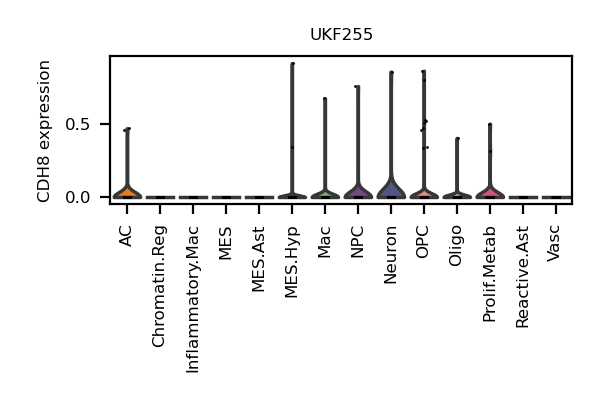 UKF255
CDH8 expression
0.5
0.0
AC
Chromatin.Reg
Inflammatory.Mac
MES
MES.Ast
MES.Hyp
Mac
NPC
Neuron
OPC
Oligo
Prolif.Metab
Reactive.Ast
Vasc